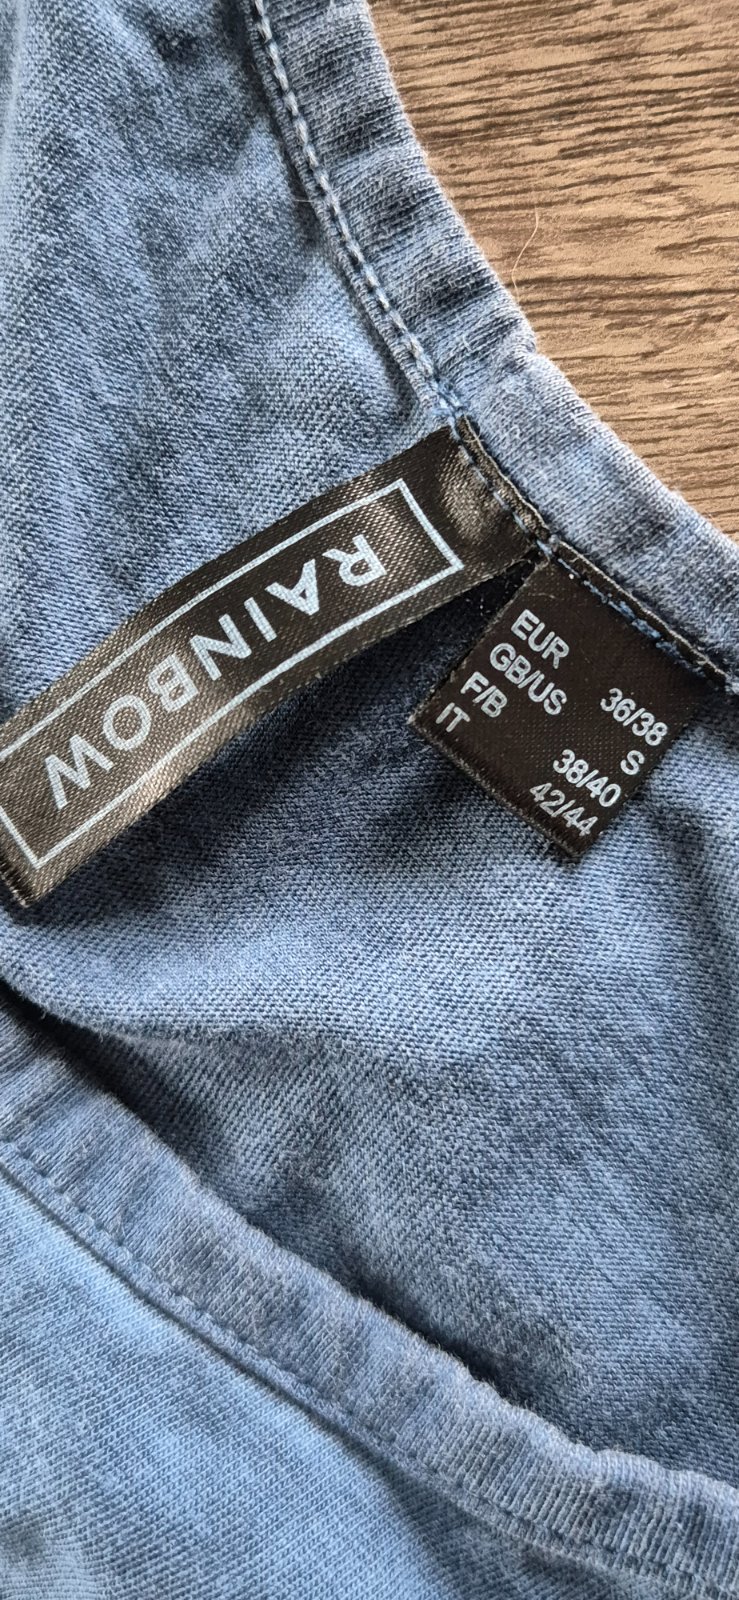 RAINBOW
EUR 36/38
GB/US S
F/B 38/40
IT 42/44